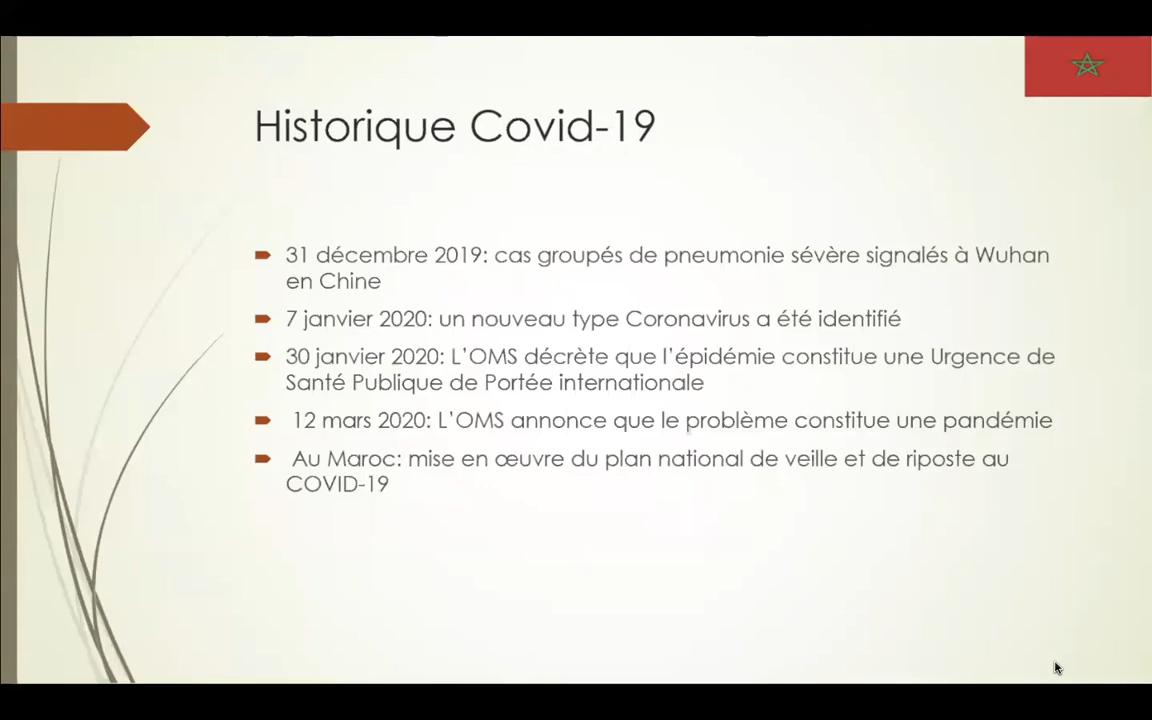 Historique Covid-19
31 décembre 2019: cas groupés de pneumonie sévère signalés à Wuhan
en Chine
7 janvier 2020: un nouveau type Coronavirus a été identifié
30 janvier 2020: L’OMS décrète que l’épidémie constitue une Urgence de
Santé Publique de Portée internationale
12 mars 2020: L’OMS annonce que le problème constitue une pandémie
Au Maroc: mise en œuvre du plan national de veille et de riposte au
COVID-19